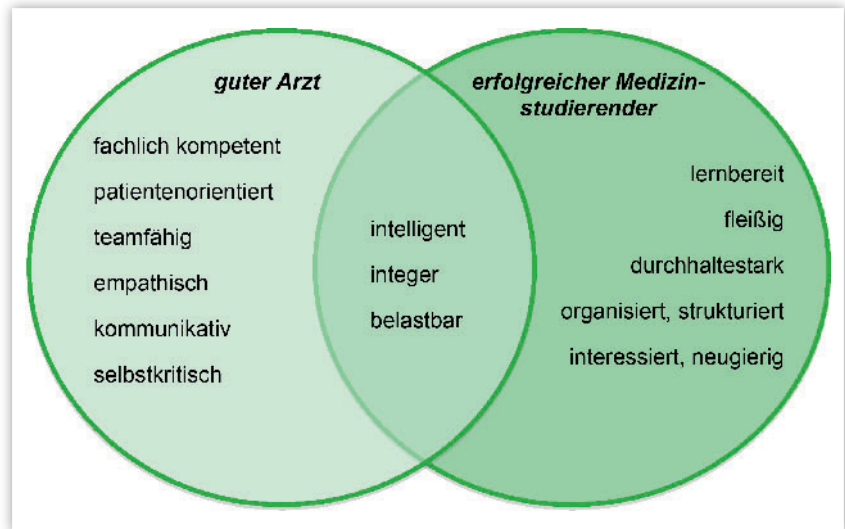 guter Arzt
fachlich kompetent
patientenorientiert
teamfähig
empathisch
kommunikativ
selbstkritisch
intelligent
integer
belastbar
erfolgreicher Medizin-
studierender
lernbereit
fleißig
durchhaltestark
organisiert, strukturiert
interessiert, neugierig